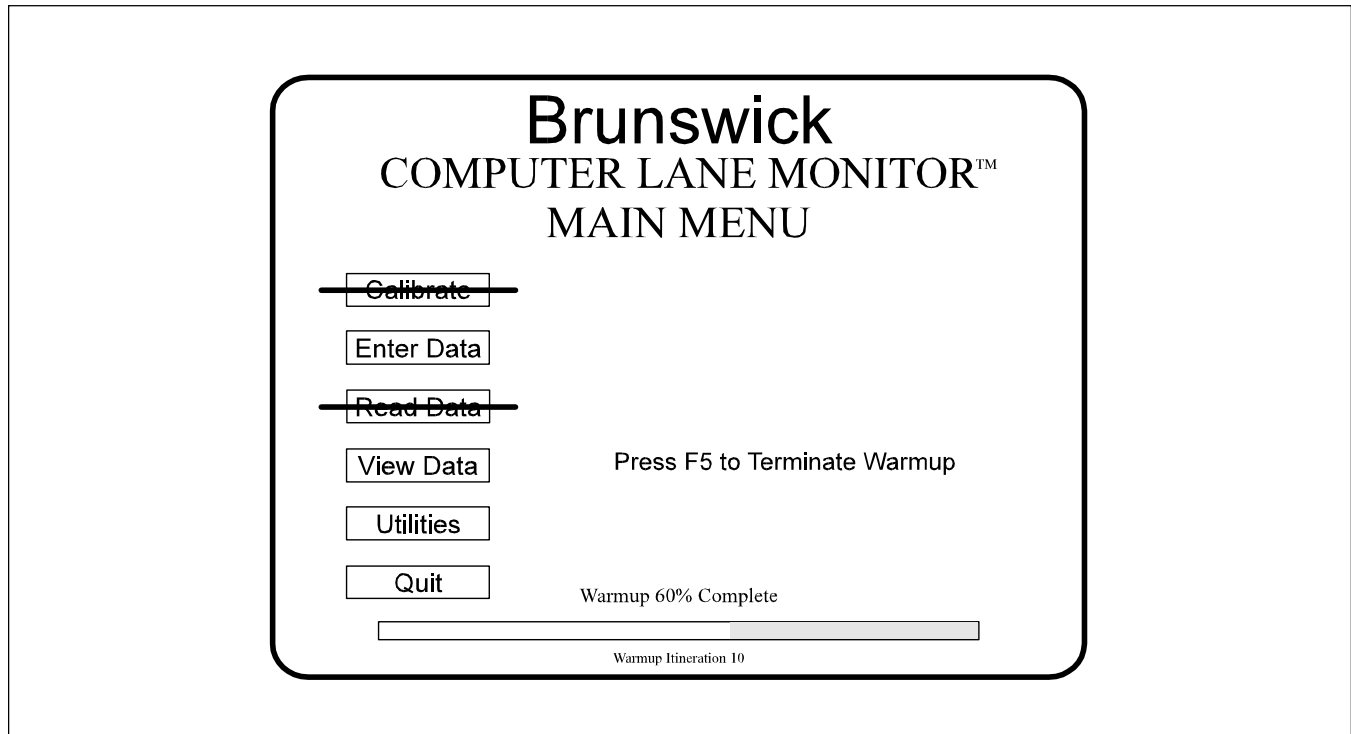 Brunswick
COMPUTER LANE MONITOR™
MAIN MENU
Calibrate
Enter Data
Read Data
View Data
Press F5 to Terminate Warmup
Utilities
Quit
Warmup 60% Complete
Warmup Itineration 10